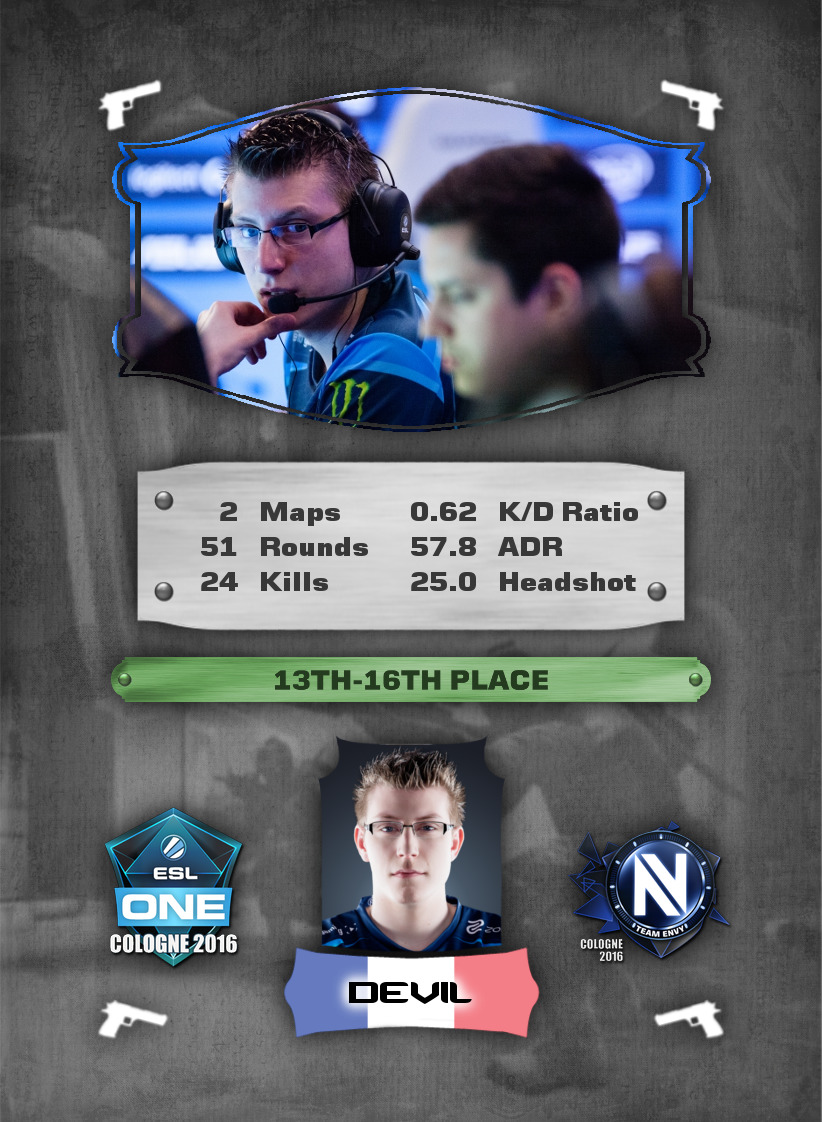 ESL
2 Maps 0.62 K/D Ratio
51 Rounds 57.8 ADR
24 Kills 25.0 Headshot
13TH-16TH PLACE
ESL
ONE
COLOGNE 2016
TEAM ENVY
COLOGNE
2016
DEVIL